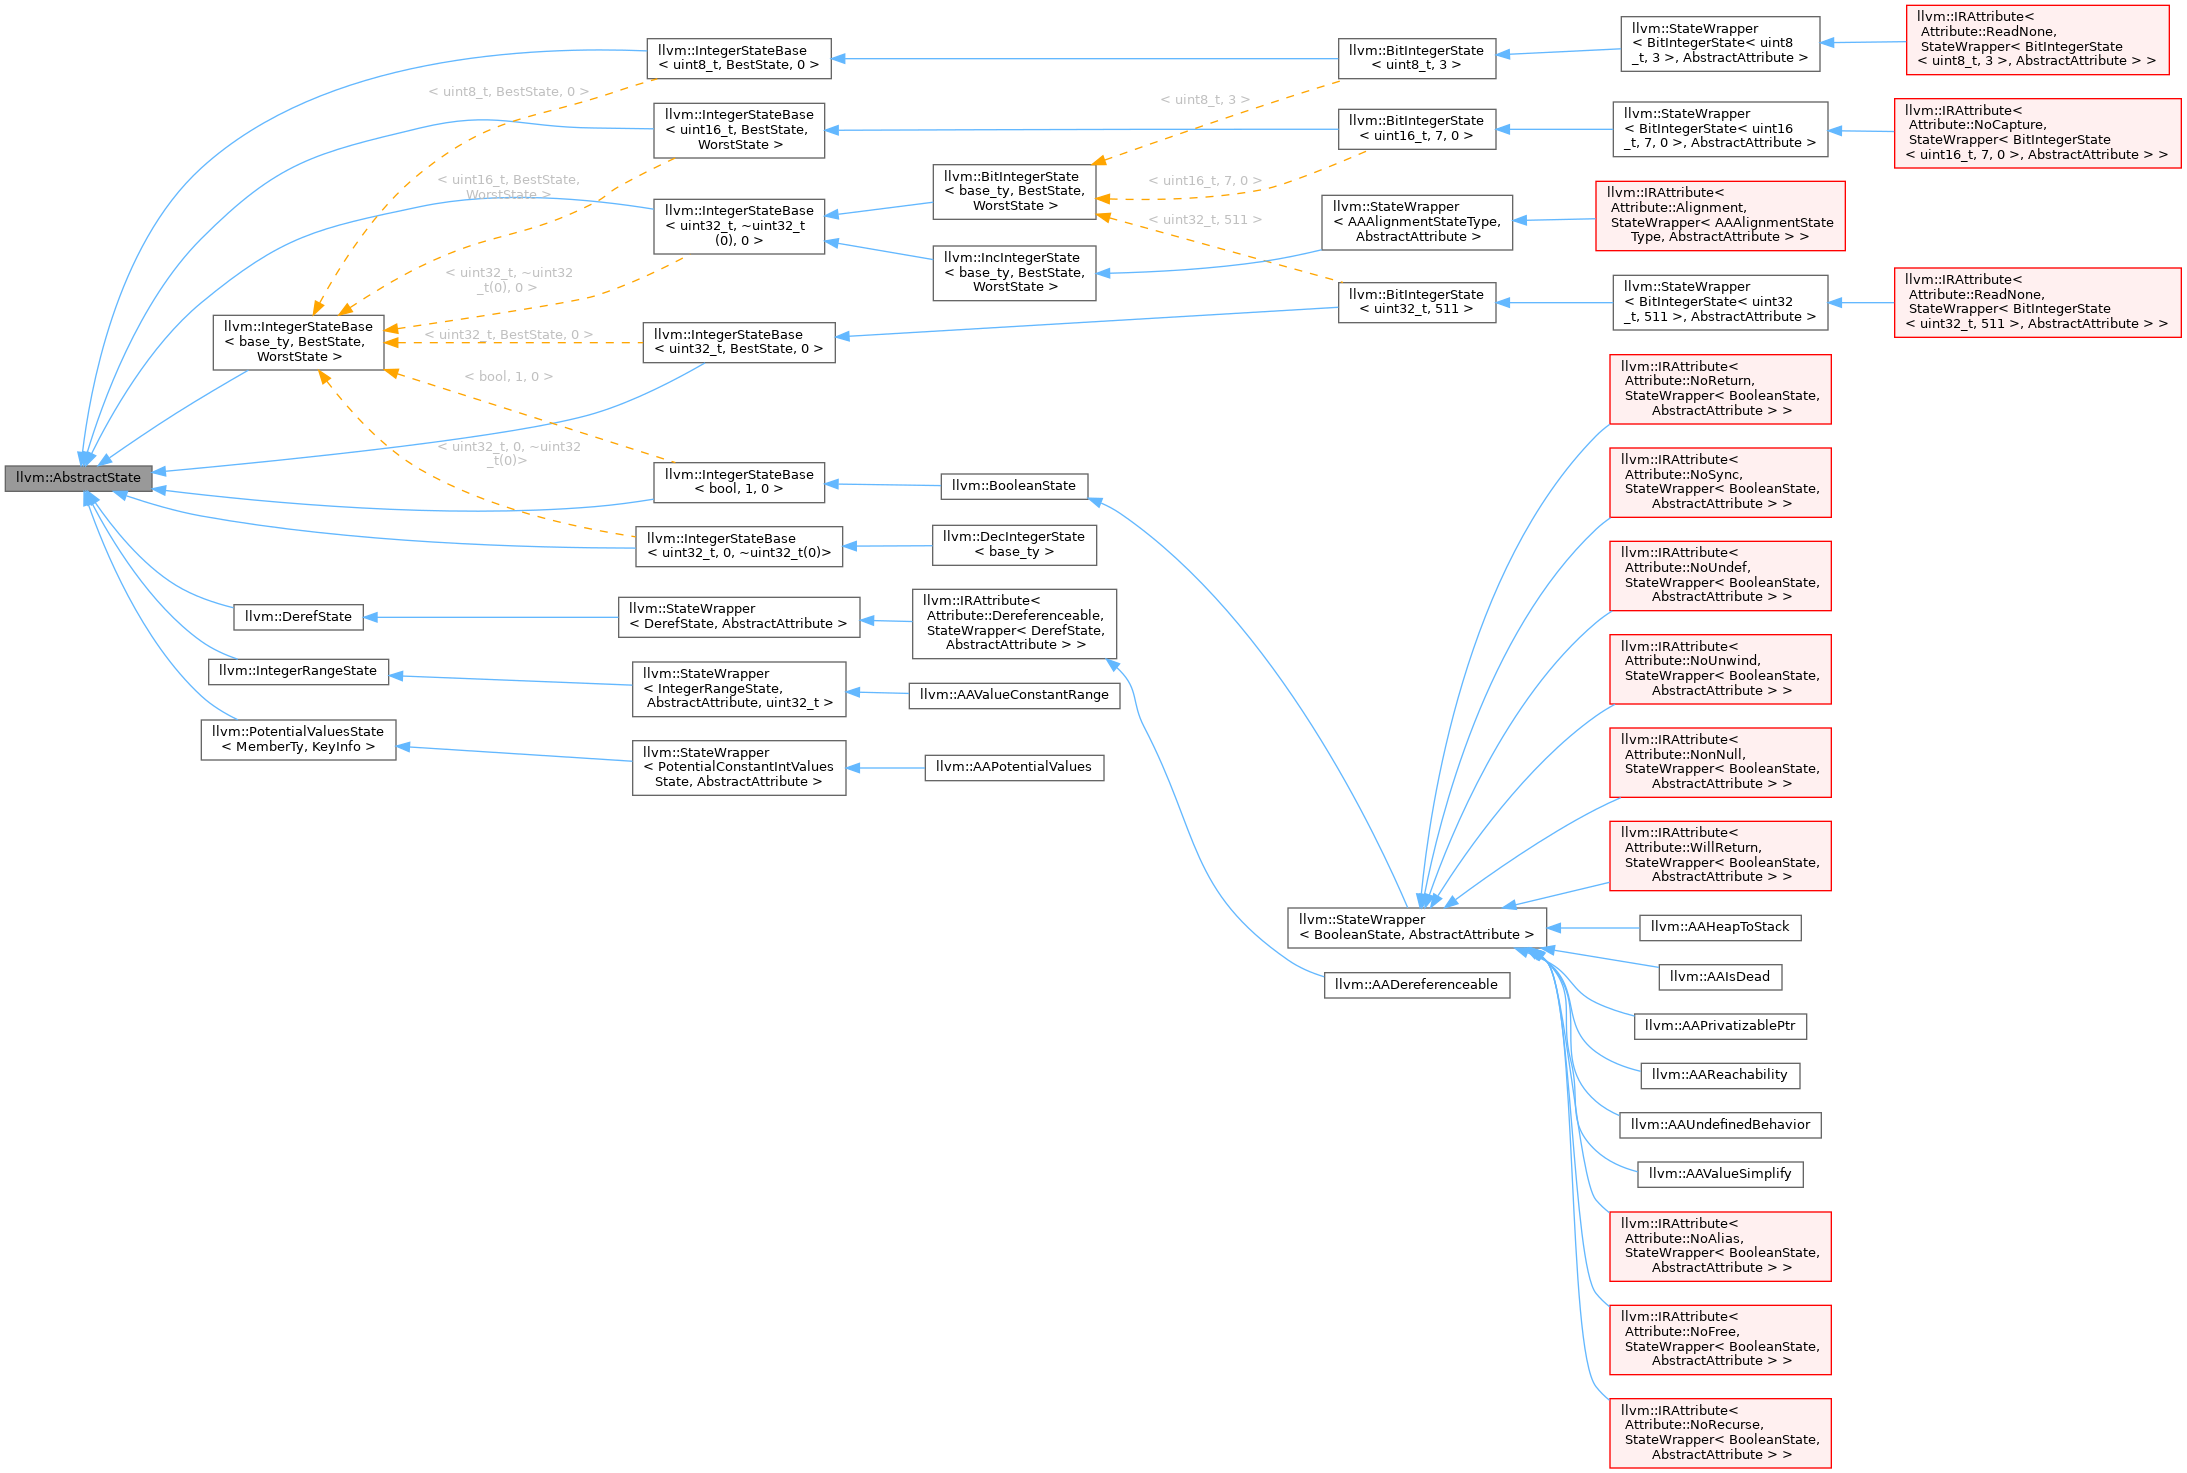 llvm::AbstractState
llvm::IntegerStateBase
< base_ty, BestState,
WorstState >
llvm::DerefState
llvm::IntegerRangeState
llvm::PotentialValuesState
< MemberTy, KeyInfo >
< uint8_t, BestState, 0 >
< uint16_t, BestState,
WorstState >
< uint32_t, ~uint32
_t(0), 0 >
< uint32_t, BestState, 0 >
< bool, 1, 0 >
< uint32_t, 0, ~uint32
_t(0)>
llvm::IntegerStateBase
< uint8_t, BestState, 0 >
llvm::IntegerStateBase
< uint16_t, BestState,
WorstState >
llvm::IntegerStateBase
< uint32_t, ~uint32_t
(0), 0 >
llvm::IntegerStateBase
< uint32_t, BestState, 0 >
llvm::IntegerStateBase
< bool, 1, 0 >
llvm::IntegerStateBase
< uint32_t, 0, ~uint32_t(0)>
llvm::StateWrapper
< DerefState, AbstractAttribute >
llvm::StateWrapper
< IntegerRangeState,
AbstractAttribute, uint32_t >
llvm::StateWrapper
< PotentialConstantIntValues
State, AbstractAttribute >
llvm::BitIntegerState
< base_ty, BestState,
WorstState >
llvm::IncIntegerState
< base_ty, BestState,
WorstState >
llvm::BooleanState
llvm::DecIntegerState
< base_ty >
llvm::IRAttribute<
Attribute::Dereferenceable,
StateWrapper< DerefState,
AbstractAttribute > >
llvm::AAValueConstantRange
llvm::AAPotentialValues
< uint8_t, 3 >
< uint16_t, 7, 0 >
< uint32_t, 511 >
llvm::BitIntegerState
< uint8_t, 3 >
llvm::BitIntegerState
< uint16_t, 7, 0 >
llvm::StateWrapper
< AAAlignmentStateType,
AbstractAttribute >
llvm::BitIntegerState
< uint32_t, 511 >
llvm::StateWrapper
< BooleanState, AbstractAttribute >
llvm::AADereferenceable
llvm::StateWrapper
< BitIntegerState< uint8
_t, 3 >, AbstractAttribute >
llvm::StateWrapper
< BitIntegerState< uint16
_t, 7, 0 >, AbstractAttribute >
llvm::IRAttribute<
Attribute::Alignment,
StateWrapper< AAAlignmentState
Type, AbstractAttribute > >
llvm::StateWrapper
< BitIntegerState< uint32
_t, 511 >, AbstractAttribute >
llvm::IRAttribute<
Attribute::NoReturn,
StateWrapper< BooleanState,
AbstractAttribute > >
llvm::IRAttribute<
Attribute::NoSync,
StateWrapper< BooleanState,
AbstractAttribute > >
llvm::IRAttribute<
Attribute::NoUndef,
StateWrapper< BooleanState,
AbstractAttribute > >
llvm::IRAttribute<
Attribute::NoUnwind,
StateWrapper< BooleanState,
AbstractAttribute > >
llvm::IRAttribute<
Attribute::NonNull,
StateWrapper< BooleanState,
AbstractAttribute > >
llvm::IRAttribute<
Attribute::WillReturn,
StateWrapper< BooleanState,
AbstractAttribute > >
llvm::AAHeapToStack
llvm::AAIsDead
llvm::AAPrivatizablePtr
llvm::AAReachability
llvm::AAUndefinedBehavior
llvm::AAValueSimplify
llvm::IRAttribute<
Attribute::NoAlias,
StateWrapper< BooleanState,
AbstractAttribute > >
llvm::IRAttribute<
Attribute::NoFree,
StateWrapper< BooleanState,
AbstractAttribute > >
llvm::IRAttribute<
Attribute::NoRecurse,
StateWrapper< BooleanState,
AbstractAttribute > >
llvm::IRAttribute<
Attribute::ReadNone,
StateWrapper< BitIntegerState
< uint8_t, 3 >, AbstractAttribute > >
llvm::IRAttribute<
Attribute::NoCapture,
StateWrapper< BitIntegerState
< uint16_t, 7, 0 >, AbstractAttribute > >
llvm::IRAttribute<
Attribute::ReadNone,
StateWrapper< BitIntegerState
< uint32_t, 511 >, AbstractAttribute > >